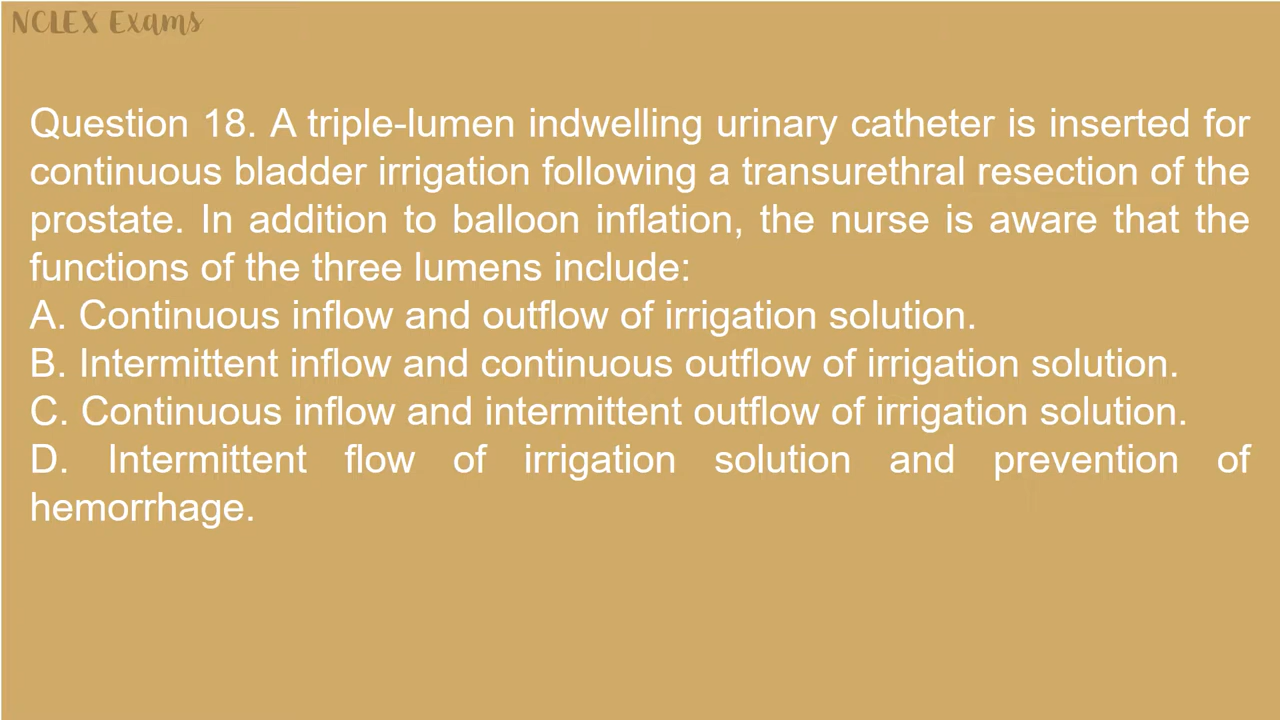 NCLEX Exams
Question 18. A triple-lumen indwelling urinary catheter is inserted for
continuous bladder irrigation following a transurethral resection of the
prostate. In addition to balloon inflation, the nurse is aware that the
functions of the three lumens include:
A. Continuous inflow and outflow of irrigation solution.
B. Intermittent inflow and continuous outflow of irrigation solution.
C. Continuous inflow and intermittent outflow of irrigation solution.
D. Intermittent flow of irrigation solution and prevention of
hemorrhage.